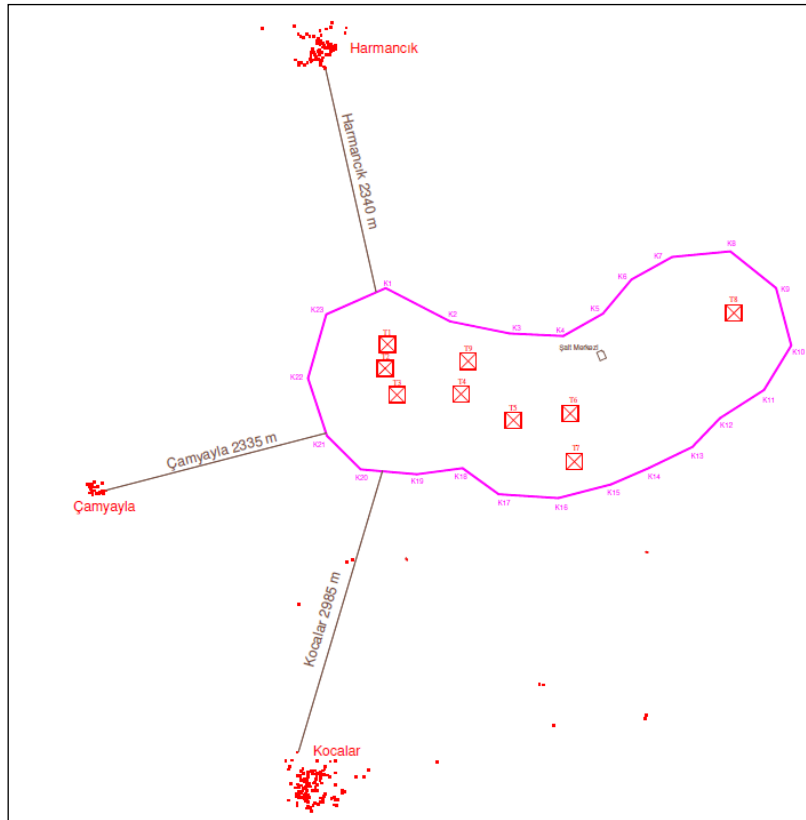 Harmancık
Harmancık 2340 m
K8
K7
K6
K9
K1
K23
K5
T8
K2
K3
K4
T1
Şalt Merkezi
K10
T9
T2
K22
T3
T4
K11
T6
T5
K12
K21
Çamyayla 2335 m
T7
K13
K20
K19
K18
K14
K15
K17
K16
Çamyayla
Kocalar 2985 m
Kocalar